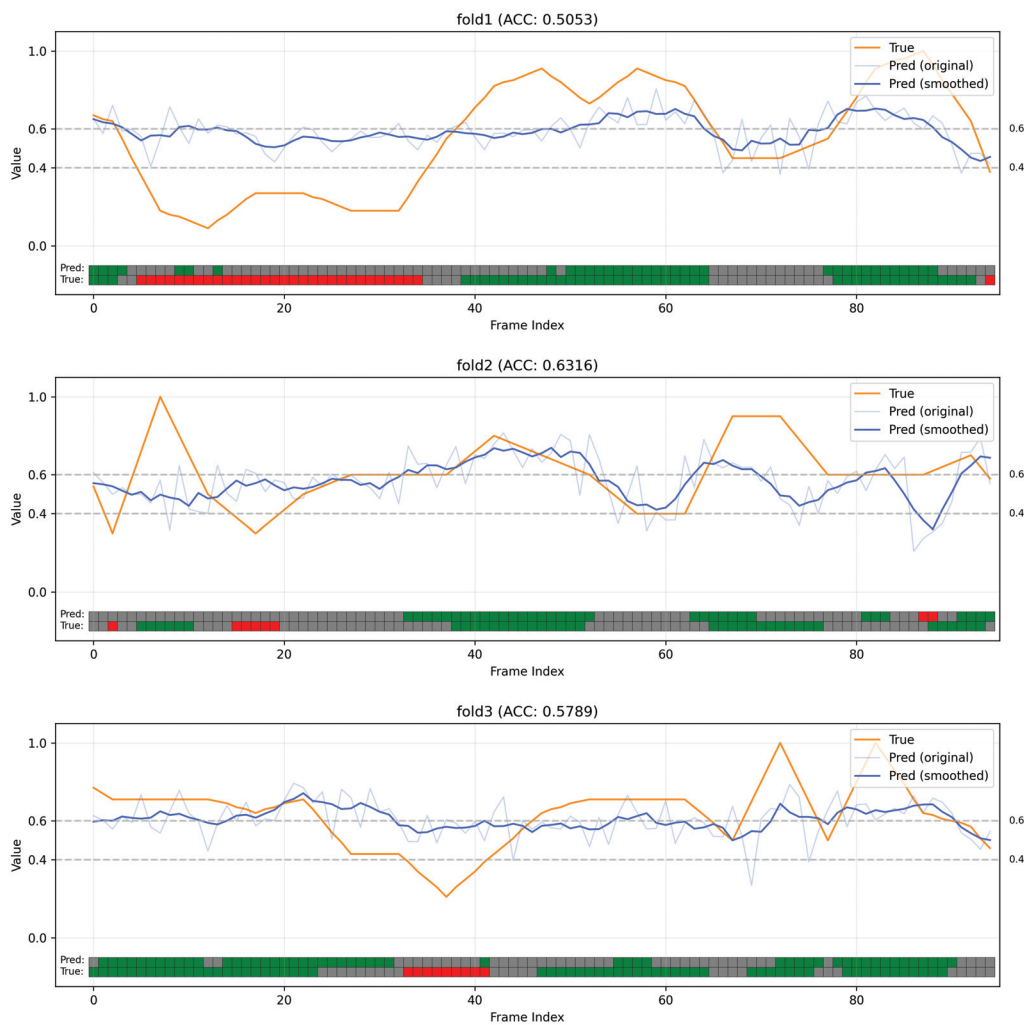 fold1 (ACC: 0.5053)
True
Pred (original)
Pred (smoothed)
1.0
0.6
0.4
0.0
Value
0.6
0.4
Pred:
True:
0 20 40 60 80
Frame Index
fold2 (ACC: 0.6316)
True
Pred (original)
Pred (smoothed)
1.0
0.6
0.4
0.0
Value
0.6
0.4
Pred:
True:
0 20 40 60 80
Frame Index
fold3 (ACC: 0.5789)
True
Pred (original)
Pred (smoothed)
1.0
0.6
0.4
0.0
Value
0.6
0.4
Pred:
True:
0 20 40 60 80
Frame Index